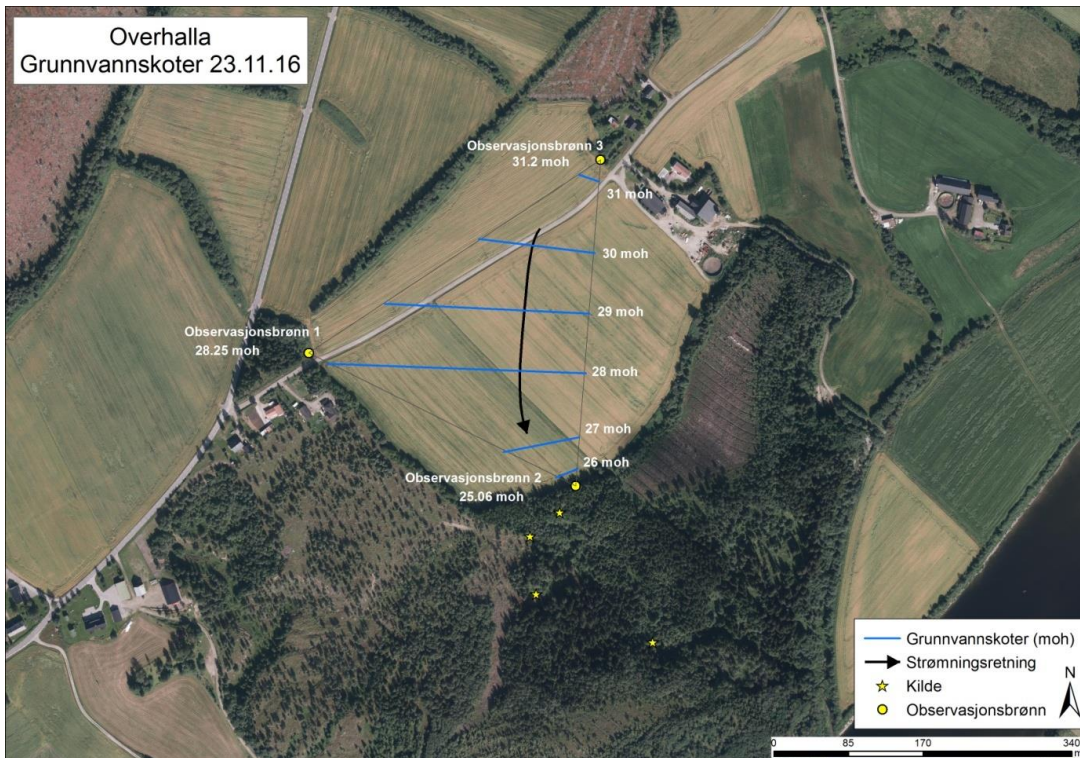 Overhalla
Grunnvannskoter 23.11.16
Observasjonsbrønn 3
31.2 moh
31 moh
30 moh
29 moh
Observasjonsbrønn 1
28.25 moh
28 moh
27 moh
26 moh
Observasjonsbrønn 2
25.06 moh
Grunnvannskoter (moh)
Strømningsretning
Kilde
Observasjonsbrønn
N
0 85 170 340
m